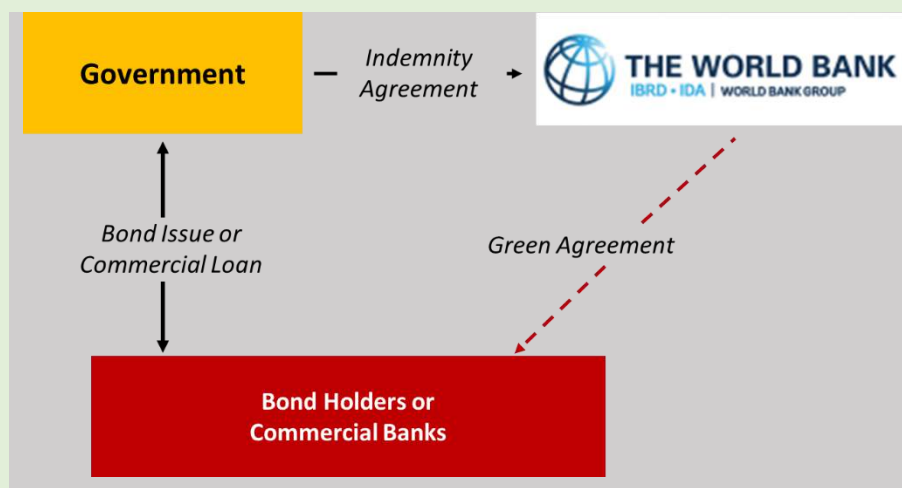 Government
Indemnity
Agreement
THE WORLD BANK
IBRD • IDA | WORLD BANK GROUP
Bond Issue or
Commercial Loan
Green Agreement
Bond Holders or
Commercial Banks